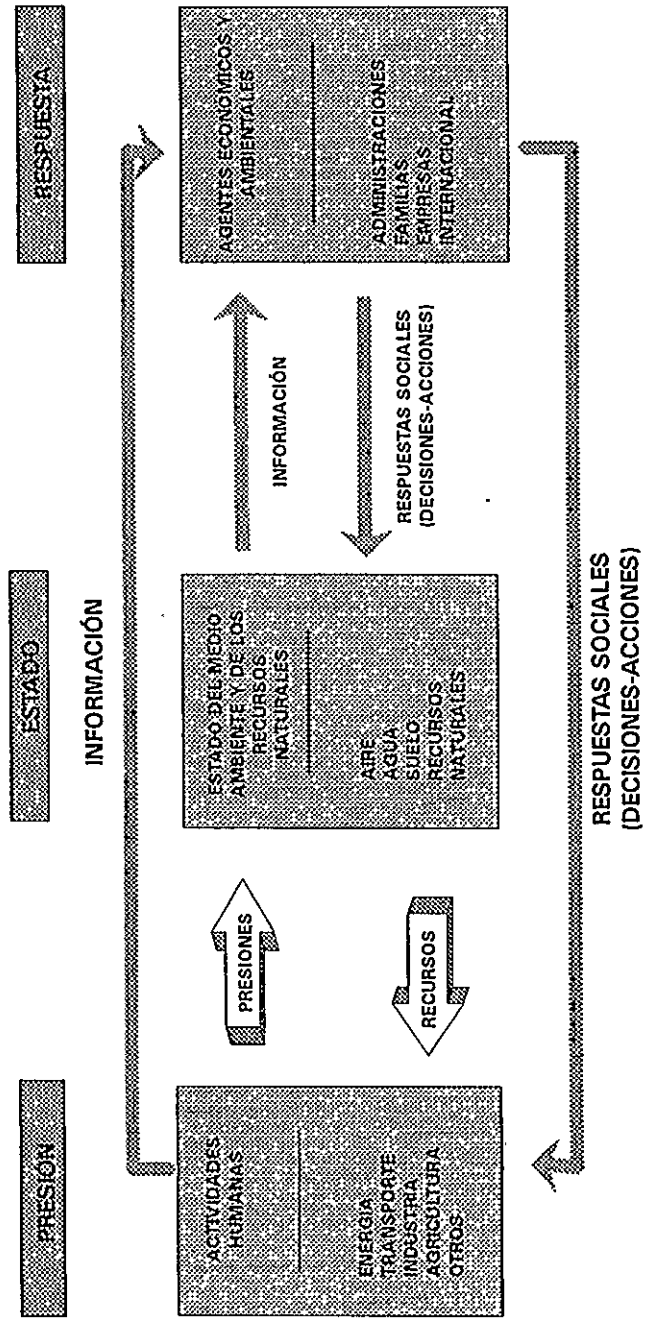 PRESIÓN
ESTADO
RESPUESTA
INFORMACIÓN
ACTIVIDADES
HUMANAS
ENERGIA
TRANSPORTE
INDUSTRIA
AGRICULTURA
OTROS
PRESIONES
RECURSOS
ESTADO DEL MEDIO
AMBIENTE Y DE LOS
RECURSOS
NATURALES
AIRE
AGUA
SUELO
RECURSOS
NATURALES
INFORMACIÓN
RESPUESTAS SOCIALES
(DECISIONES-ACCIONES)
AGENTES ECONÓMICOS Y
AMBIENTALES
ADMINISTRACIONES
FAMILIAS
EMPRESAS
INTERNACIONAL
RESPUESTAS SOCIALES
(DECISIONES-ACCIONES)